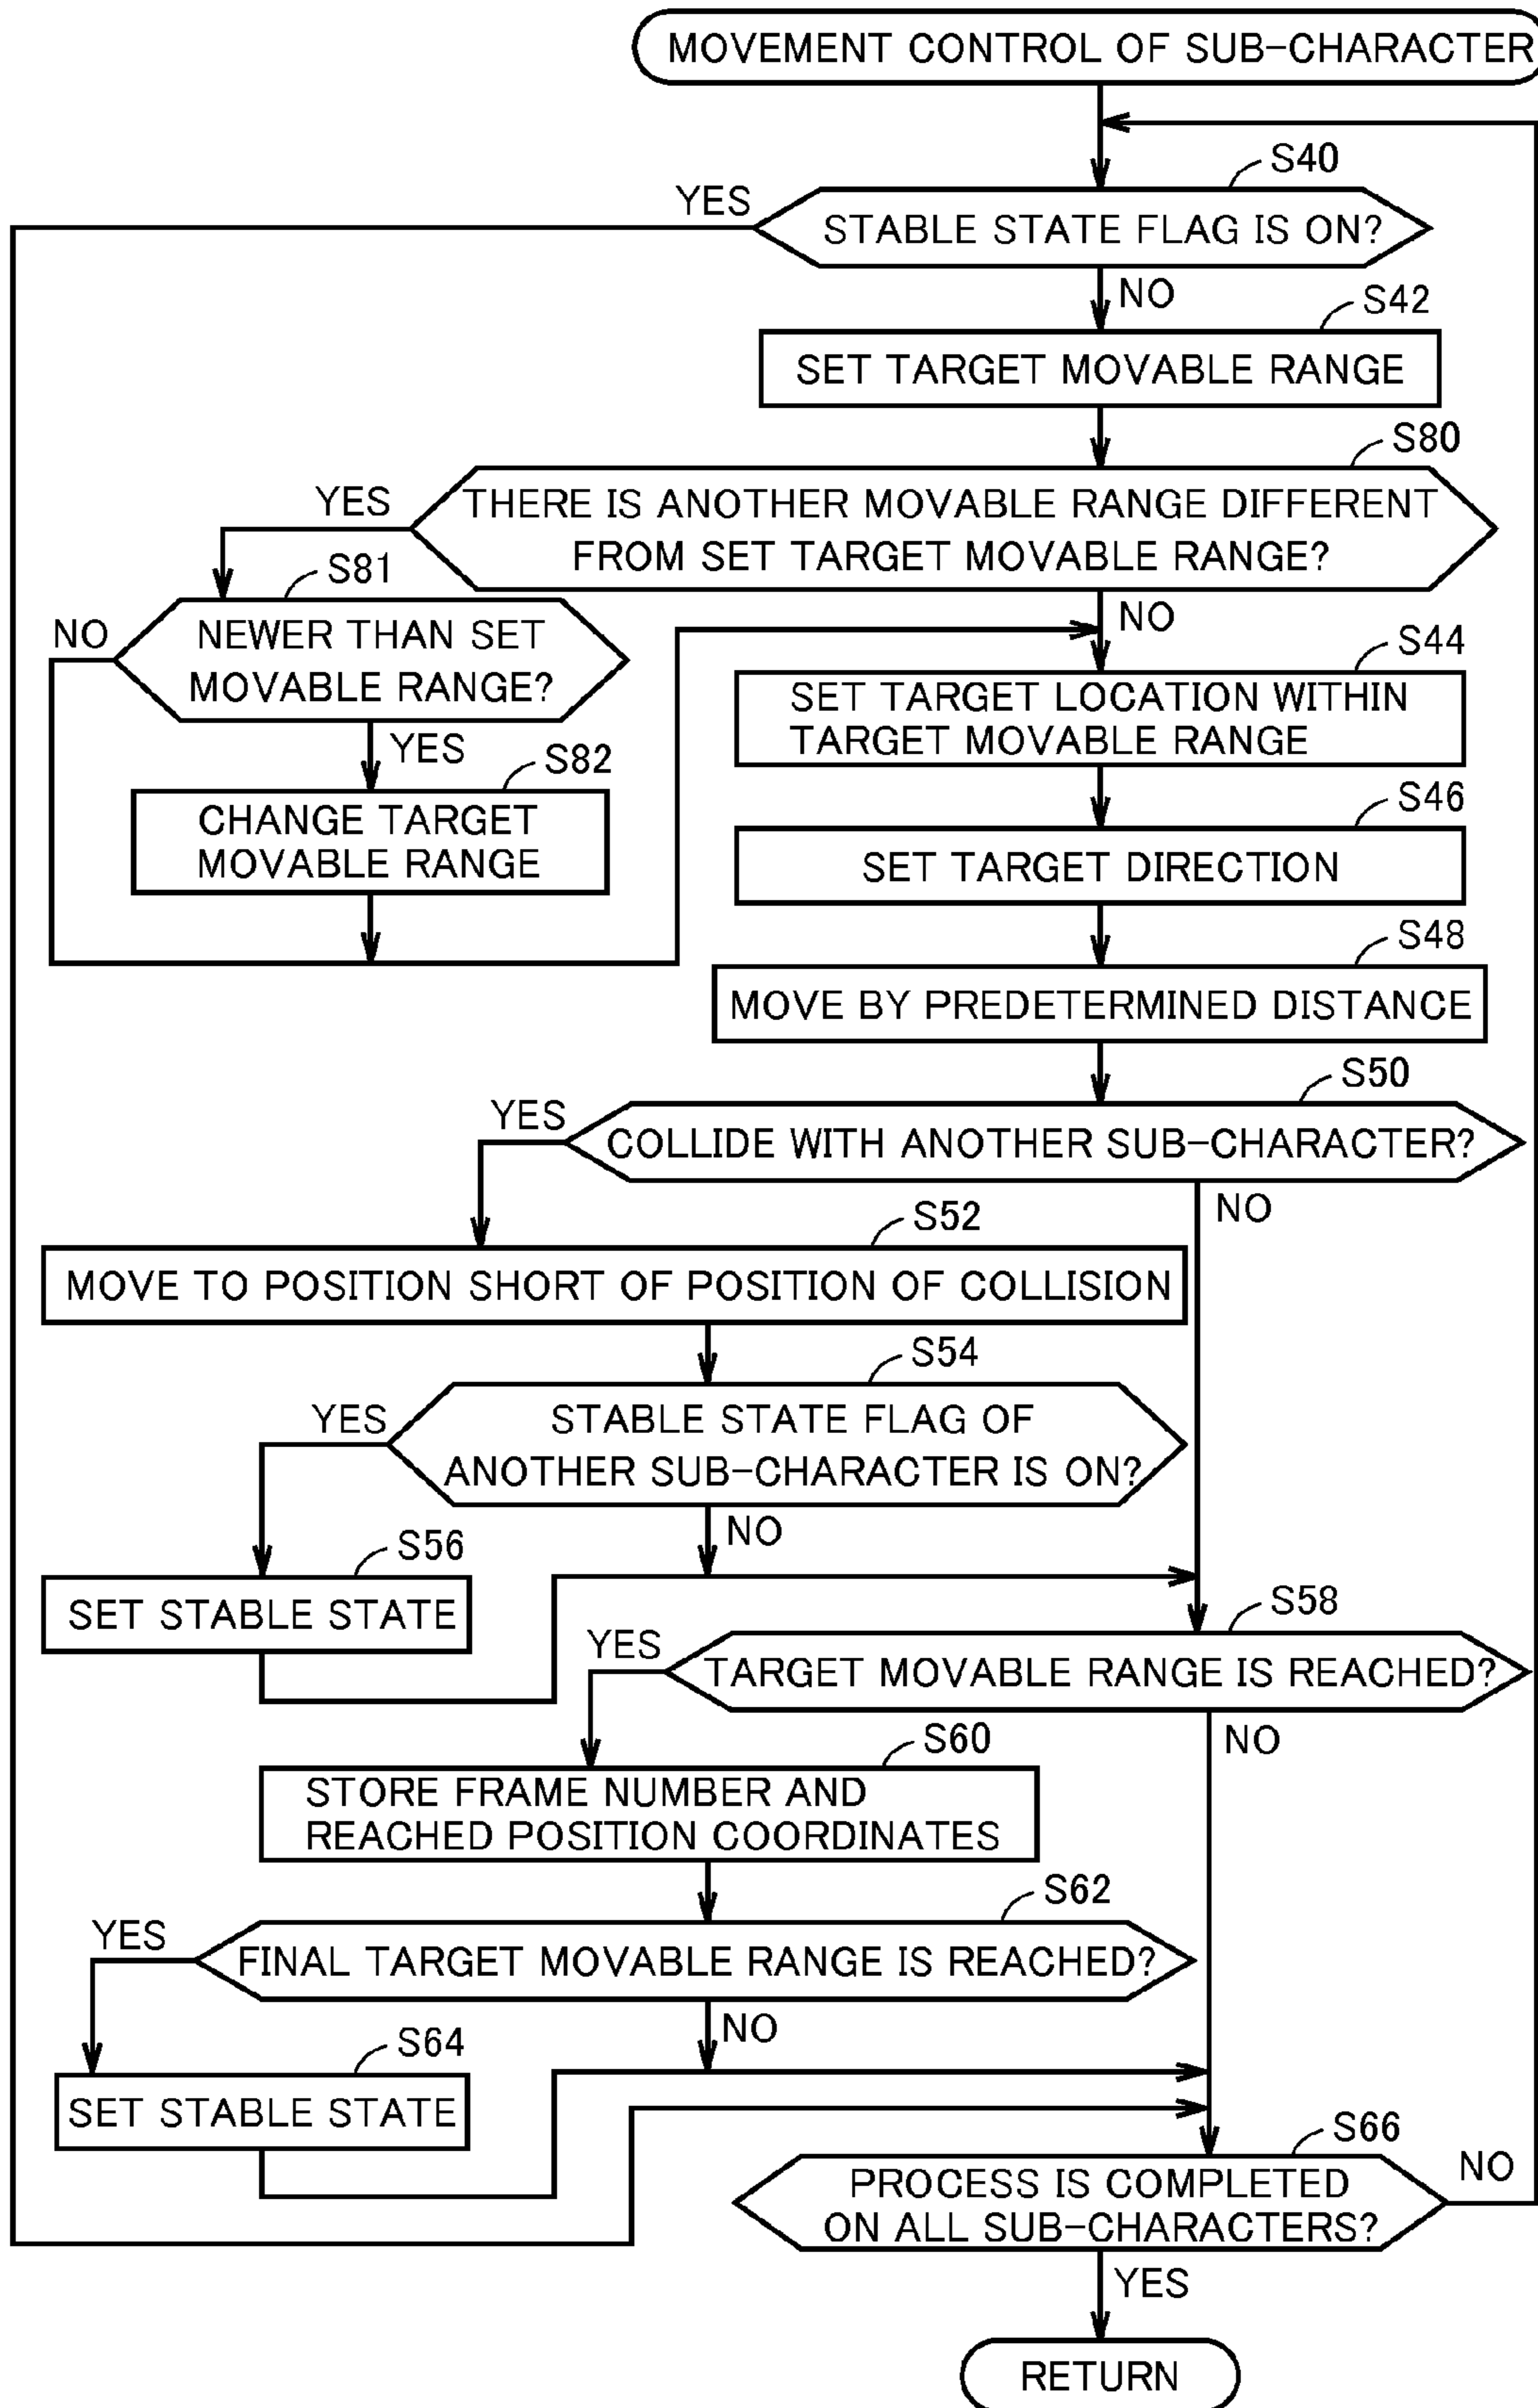 MOVEMENT CONTROL OF SUB-CHARACTER
S40
YES
STABLE STATE FLAG IS ON?
NO
S42
SET TARGET MOVABLE RANGE
S80
YES
THERE IS ANOTHER MOVABLE RANGE DIFFERENT
FROM SET TARGET MOVABLE RANGE?
S81
NO
NO
NEWER THAN SET
MOVABLE RANGE?
YES
S44
SET TARGET LOCATION WITHIN
TARGET MOVABLE RANGE
S82
CHANGE TARGET
MOVABLE RANGE
S46
SET TARGET DIRECTION
S48
MOVE BY PREDETERMINED DISTANCE
S50
YES
COLLIDE WITH ANOTHER SUB-CHARACTER?
NO
S52
MOVE TO POSITION SHORT OF POSITION OF COLLISION
S54
YES
STABLE STATE FLAG OF
ANOTHER SUB-CHARACTER IS ON?
NO
S56
SET STABLE STATE
S58
YES
TARGET MOVABLE RANGE IS REACHED?
NO
S60
STORE FRAME NUMBER AND
REACHED POSITION COORDINATES
S62
YES
FINAL TARGET MOVABLE RANGE IS REACHED?
NO
S64
SET STABLE STATE
S66
NO
PROCESS IS COMPLETED
ON ALL SUB-CHARACTERS?
YES
RETURN